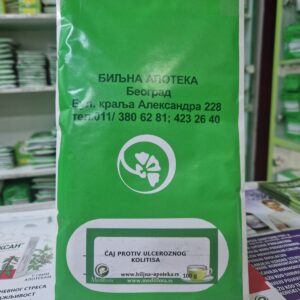 БИЉНА АПОТЕКА
Београд
Бул. краља Александра 228
тел.011/ 380 62 81; 423 26 40
ČAJ PROTIV ULCEROZNOG
KOLITISA
www.biljna-apoteka.rs
100 g